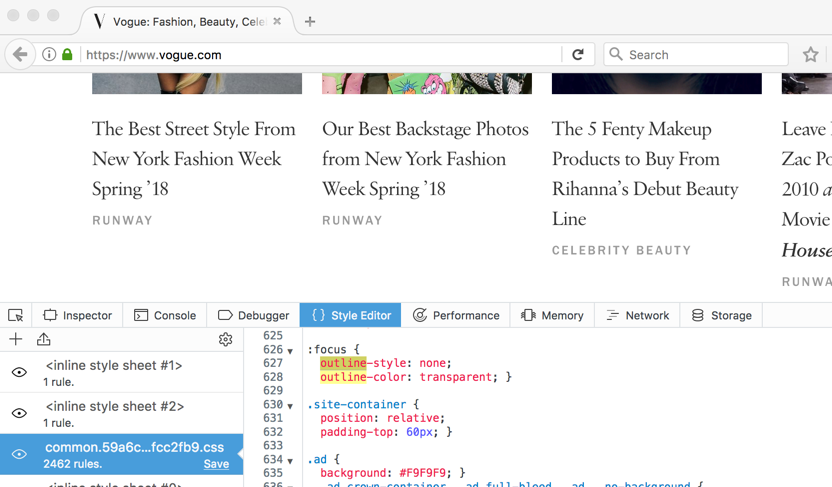 Vogue: Fashion, Beauty, Cele
https://www.vogue.com
Search
The Best Street Style From
New York Fashion Week
Spring ’18
RUNWAY
Our Best Backstage Photos
from New York Fashion
Week Spring ’18
RUNWAY
The 5 Fenty Makeup
Products to Buy From
Rihanna’s Debut Beauty
Line
CELEBRITY BEAUTY
Leave
Zac Po
2010 a
Movie
House
RUNWA
Inspector Console Debugger { } Style Editor Performance Memory Network Storage
<inline style sheet #1>
1 rule.
<inline style sheet #2>
1 rule.
common.59a6c...fcc2fb9.css
2462 rules. Save
625
626 :focus {
627 outline-style: none;
628 outline-color: transparent; }
629
630 .site-container {
631 position: relative;
632 padding-top: 60px; }
633
634 .ad {
635 background: #F9F9F9; }